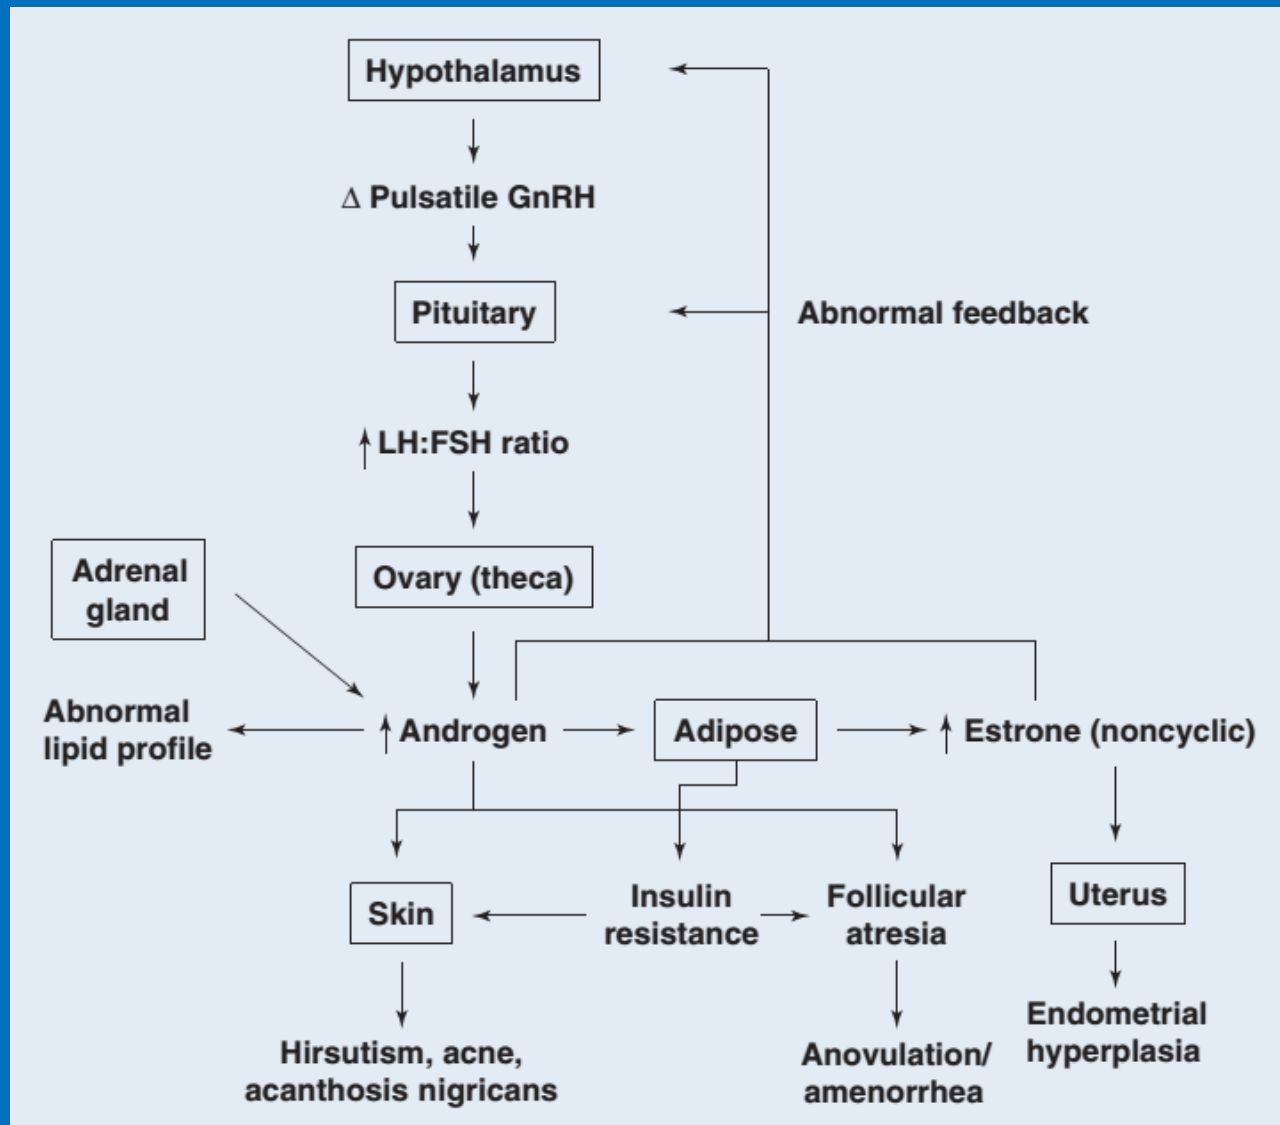 Hypothalamus
Δ Pulsatile GnRH
Pituitary
Abnormal feedback
↑ LH:FSH ratio
Adrenal
gland
Ovary (theca)
Abnormal
lipid profile
↑ Androgen
Adipose
↑ Estrone (noncyclic)
Skin
Insulin
resistance
Follicular
atresia
Uterus
Hirsutism, acne,
acanthosis nigricans
Anovulation/
amenorrhea
Endometrial
hyperplasia